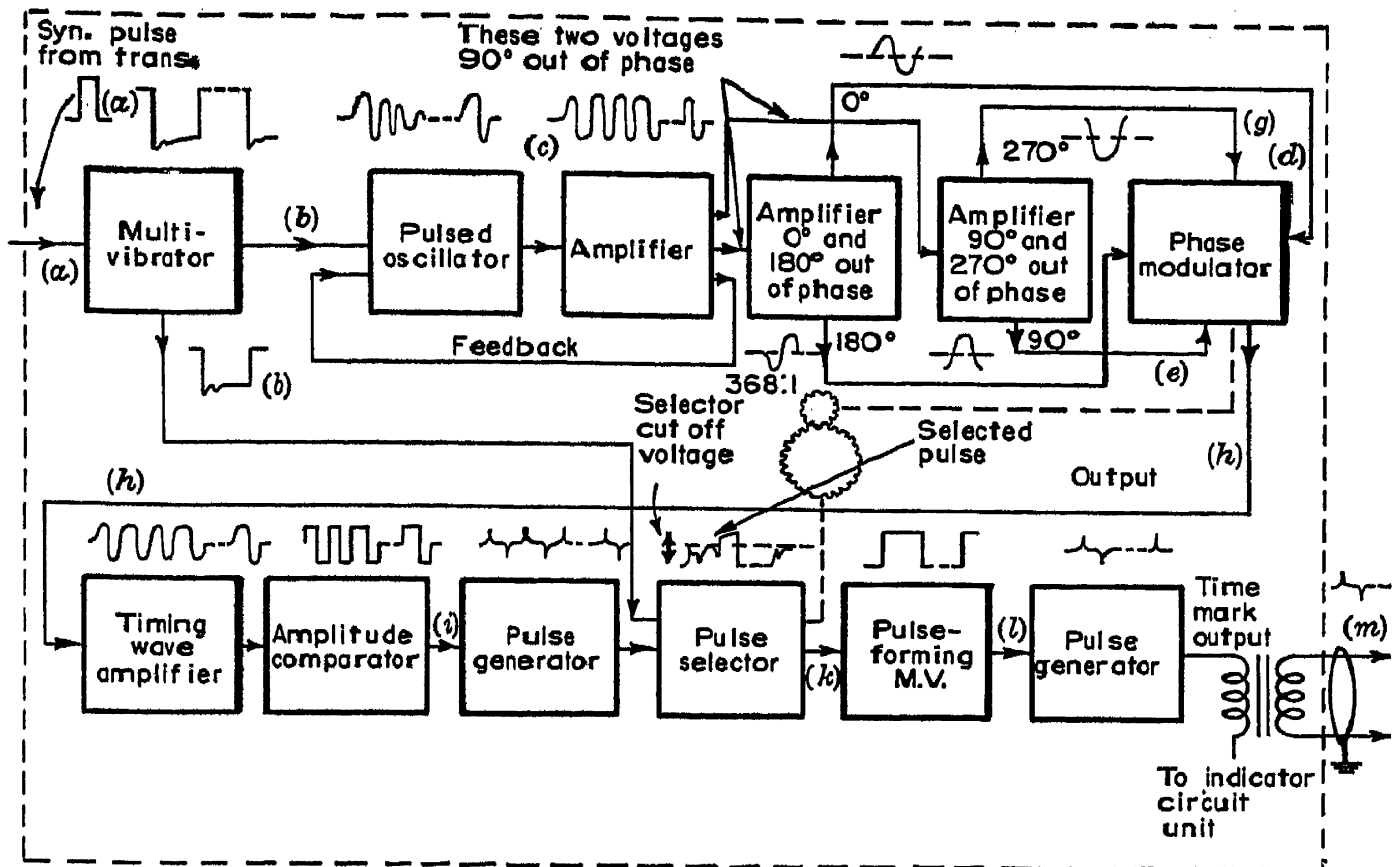 Syn. pulse
from trans.
These two voltages
90° out of phase
(a)
(c)
0°
270°
(g)
(d)
(a)
Multi-
vibrator
(b)
Pulsed
oscillator
Amplifier
Amplifier
0° and
180° out
of phase
Amplifier
90° and
270° out
of phase
Phase
modulator
Feedback
(b)
180°
90°
(e)
368:1
Selector
cut off
voltage
Selected
pulse
(h)
Output
(h)
Timing
wave
amplifier
Amplitude
comparator
(i)
Pulse
generator
Pulse
selector
(k)
Pulse-
forming
M.V.
(l)
Pulse
generator
Time
mark
output
(m)
To indicator
circuit
unit